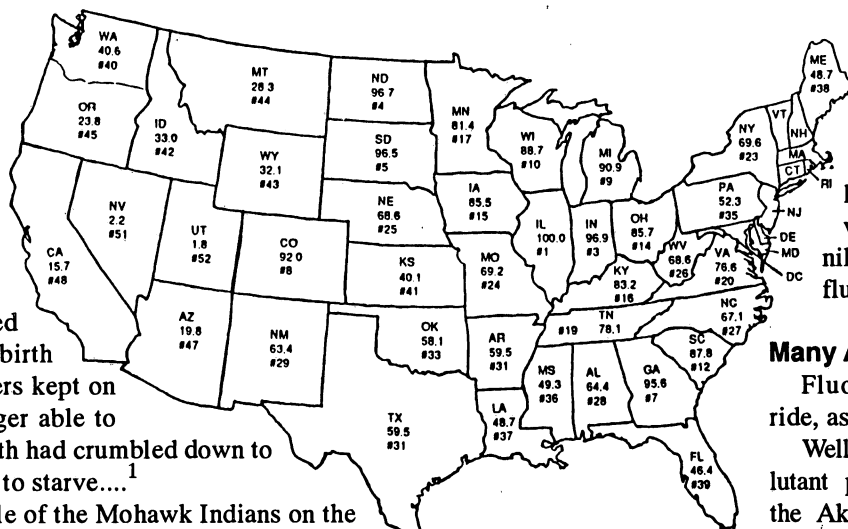 WA
40.6
#40
OR
23.8
#45
ID
33.0
#42
MT
28.3
#44
WY
32.1
#43
NV
2.2
#51
UT
1.8
#52
CA
15.7
#48
AZ
19.8
#47
CO
92.0
#8
NM
63.4
#29
ND
96.7
#4
SD
96.5
#5
NE
68.6
#25
KS
40.1
#41
OK
58.1
#33
TX
59.5
#31
MN
81.4
#17
IA
85.5
#15
MO
69.2
#24
AR
59.5
#31
LA
48.7
#37
WI
88.7
#10
IL
100.0
#1
MI
90.9
#9
IN
96.9
#3
OH
85.7
#14
KY
83.2
#16
TN
#19 78.1
MS
49.3
#36
AL
64.4
#28
GA
95.6
#7
FL
46.4
#39
SC
87.8
#12
NC
67.1
#27
VA
76.6
#20
WV
68.6
#26
PA
52.3
#35
NY
69.6
#23
VT
NH
ME
48.7
#38
MA
CT
RI
NJ
DE
MD
DC
ed
birth
ers kept on
ger able to
th had crumbled down to
to starve....1
le of the Mohawk Indians on the
nil
flu
Many A
Fluo
ride, as
Well
lutant p
the Ak